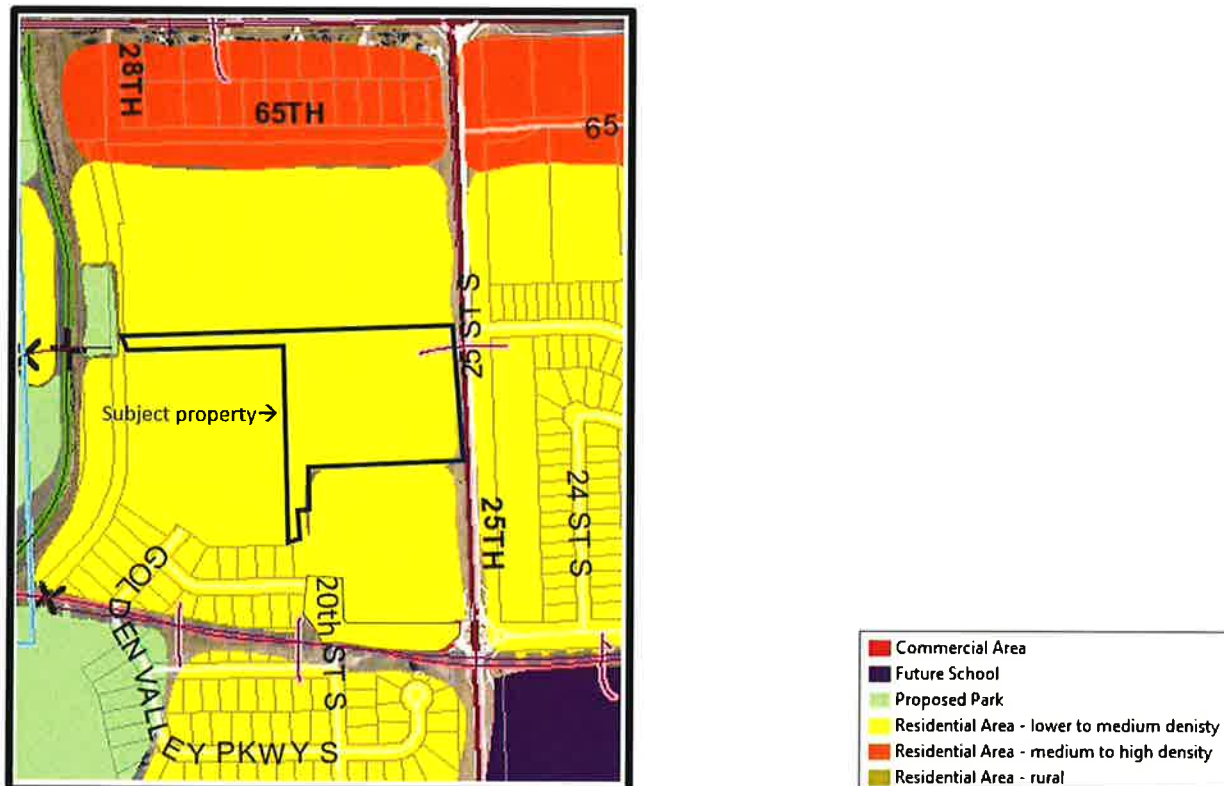 28TH
65TH
65
25 ST S
Subject property→
24 ST S
25TH
GOLDEN VALLEY PKWY S
20th ST S
Commercial Area
Future School
Proposed Park
Residential Area - lower to medium denisty
Residential Area - medium to high density
Residential Area - rural